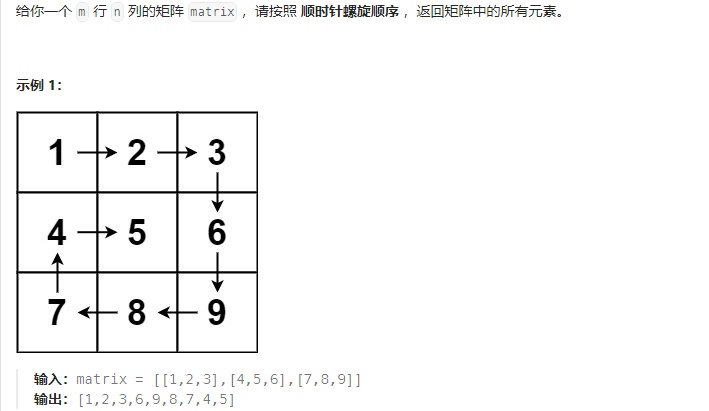 给你一个 m 行 n 列的矩阵 matrix ，请按照 顺时针螺旋顺序 ，返回矩阵中的所有元素。
示例 1：
1 2 3
4 5 6
7 8 9
输入：matrix = [[1,2,3],[4,5,6],[7,8,9]]
输出：[1,2,3,6,9,8,7,4,5]